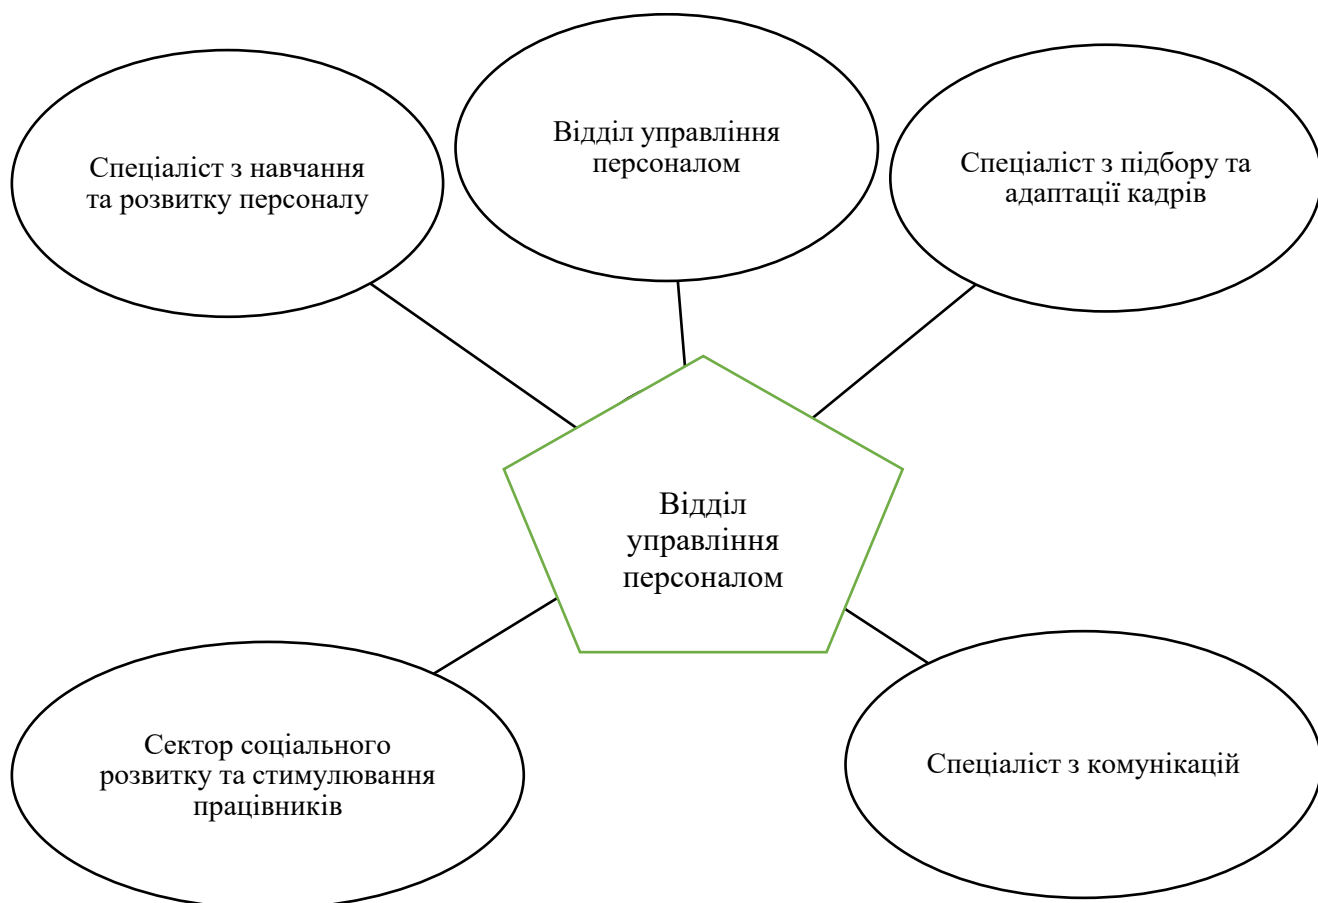 Спеціаліст з навчання
та розвитку персоналу
Відділ управління
персоналом
Спеціаліст з підбору та
адаптації кадрів
Відділ
управління
персоналом
Сектор соціального
розвитку та стимулювання
працівників
Спеціаліст з комунікацій